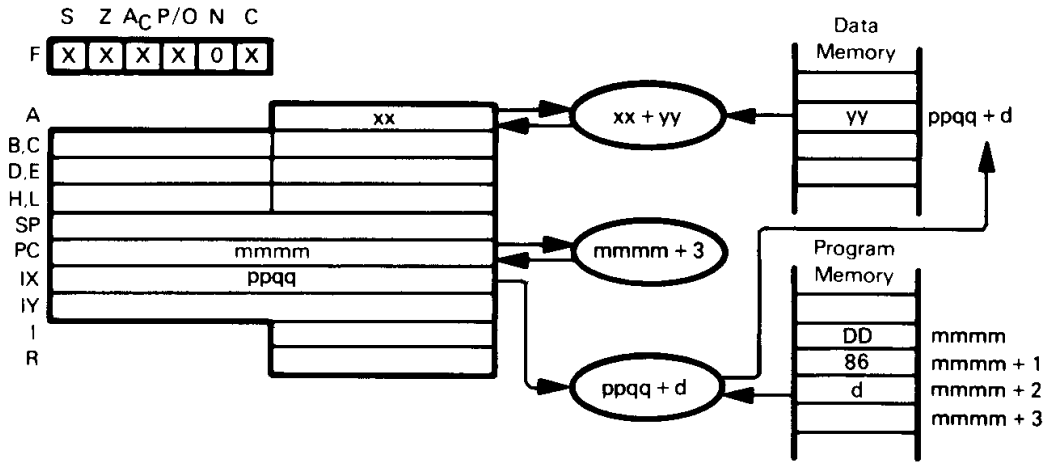 S Z AC P/O N C
F X X X X 0 X
Data
Memory
A xx xx + yy yy ppqq + d
B,C
D,E
H,L
SP
PC mmmm mmmm + 3
Program
Memory
IX ppqq
IY
I
R
DD mmmm
86 mmmm + 1
ppqq + d d mmmm + 2
mmmm + 3